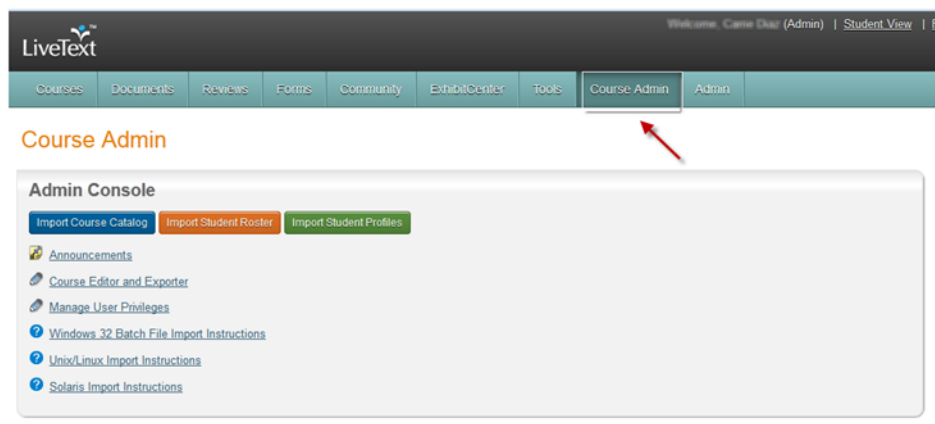 (Admin) | Student View |
LiveText™
Courses Documents Reviews Forms Community ExhibitCenter Tools Course Admin Admin
Course Admin
Admin Console
Import Course Catalog Import Student Roster Import Student Profiles
Announcements
Course Editor and Exporter
Manage User Privileges
Windows 32 Batch File Import Instructions
Unix/Linux Import Instructions
Solaris Import Instructions